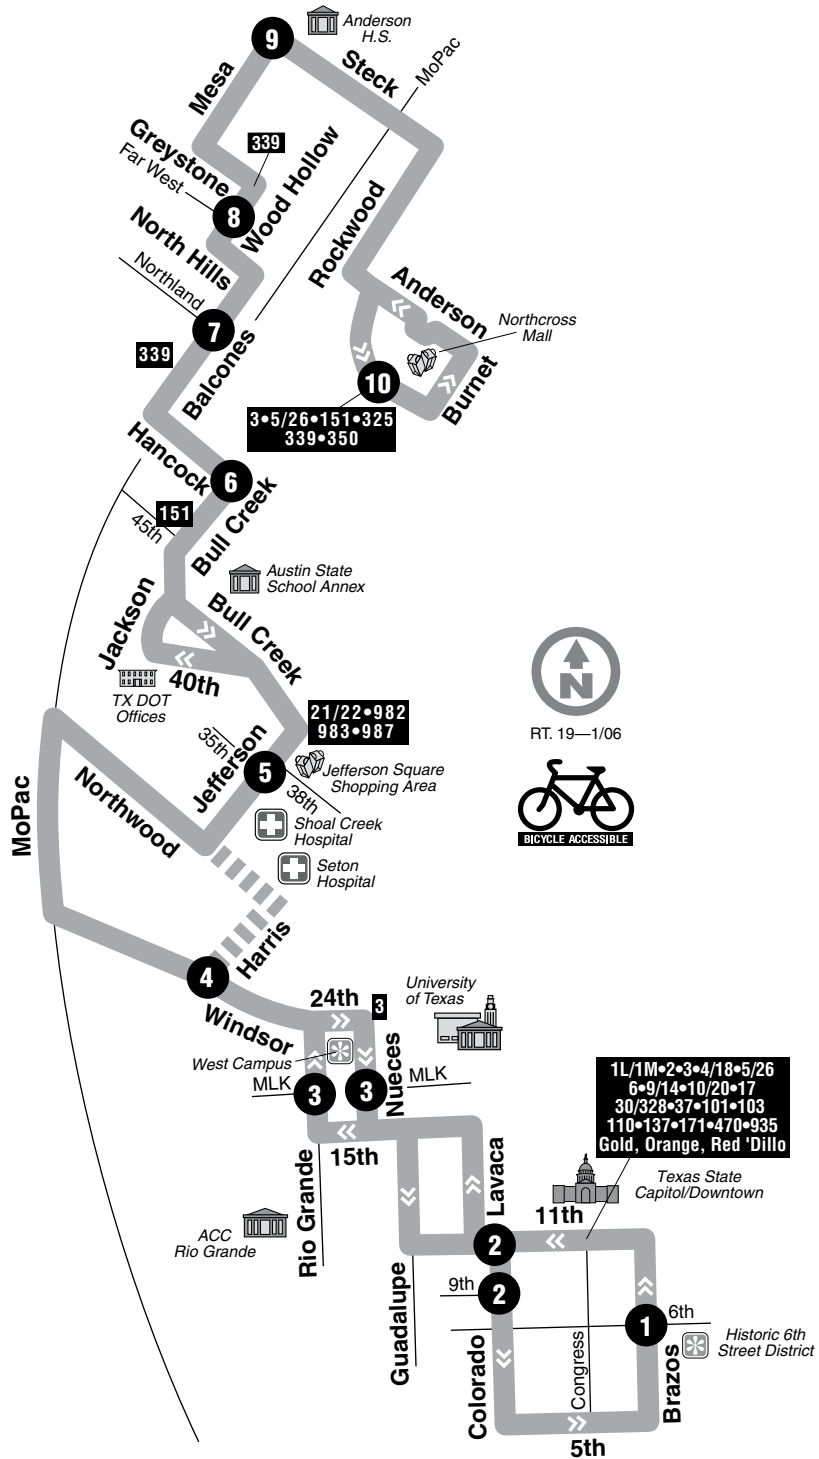 9
Anderson
H.S.
Mesa
Steck
MoPac
Greystone
Far West
339
Wood Hollow
8
North Hills
Northland
Rockwood
Anderson
Northcross
Mall
7
339
Balcones
10
Burnet
3•5/26•151•325
339•350
Hancock
6
151
45th
Bull Creek
Austin State
School Annex
Jackson
Bull Creek
40th
TX DOT
Offices
N
RT. 19—1/06
BICYCLE ACCESSIBLE
21/22•982
983•987
35th
Jefferson
5
38th
Jefferson Square
Shopping Area
MoPac
Northwood
Shoal Creek
Hospital
Seton
Hospital
Harris
4
Windsor
24th
3
University
of Texas
West Campus
Nueces
MLK
3
3
MLK
15th
1L/1M•2•3•4/18•5/26
6•9/14•10/20•17
30/328•37•101•103
110•137•171•470•935
Gold, Orange, Red 'Dillo
Rio Grande
Lavaca
Texas State
Capitol/Downtown
ACC
Rio Grande
11th
2
Guadalupe
9th
2
1
6th
Historic 6th
Street District
Colorado
Congress
Brazos
5th